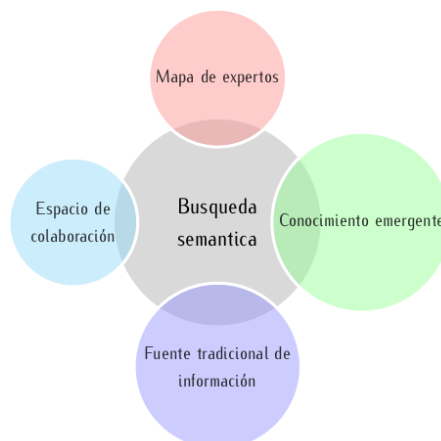 Mapa de expertos
Espacio de
colaboración
Busqueda
semantica
Conocimiento emergente
Fuente tradicional de
información